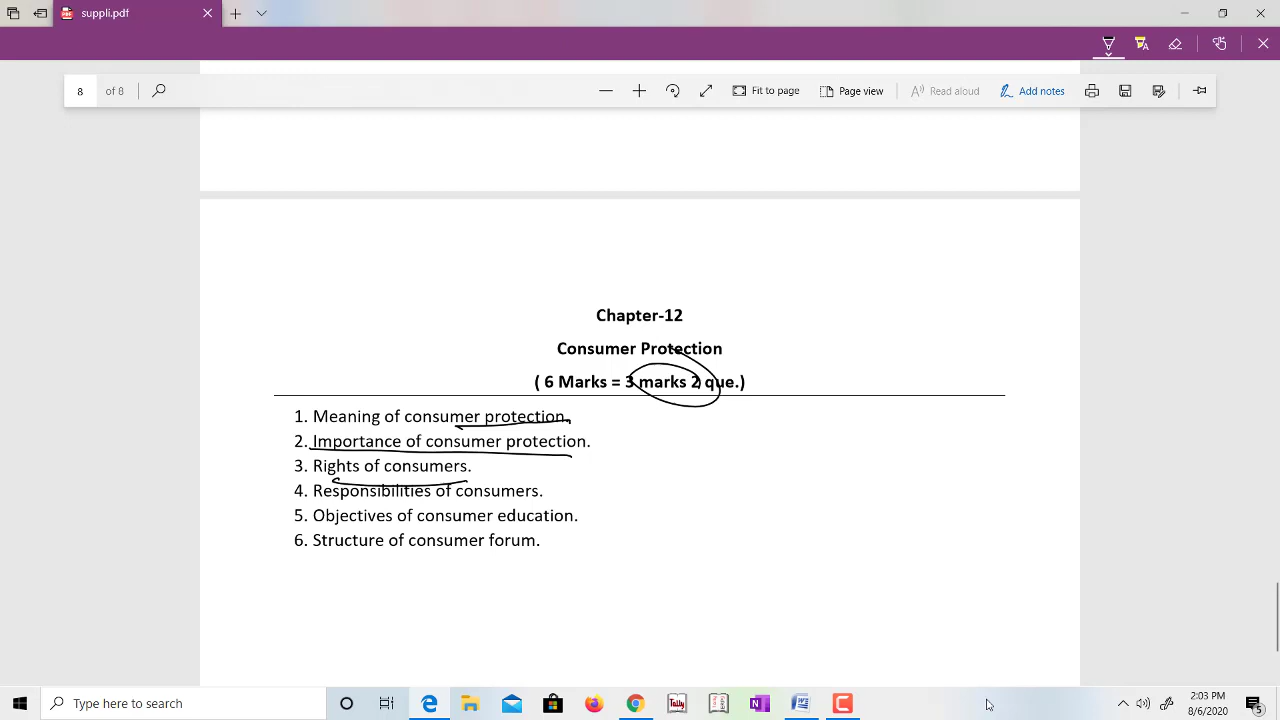 suppli.pdf
8 of 8
Fit to page
Page view
Read aloud
Add notes
Chapter-12
Consumer Protection
( 6 Marks = 3 marks 2 que.)
1. Meaning of consumer protection.
2. Importance of consumer protection.
3. Rights of consumers.
4. Responsibilities of consumers.
5. Objectives of consumer education.
6. Structure of consumer forum.
Type here to search
Tally
2:03 PM
8/6/2020
5